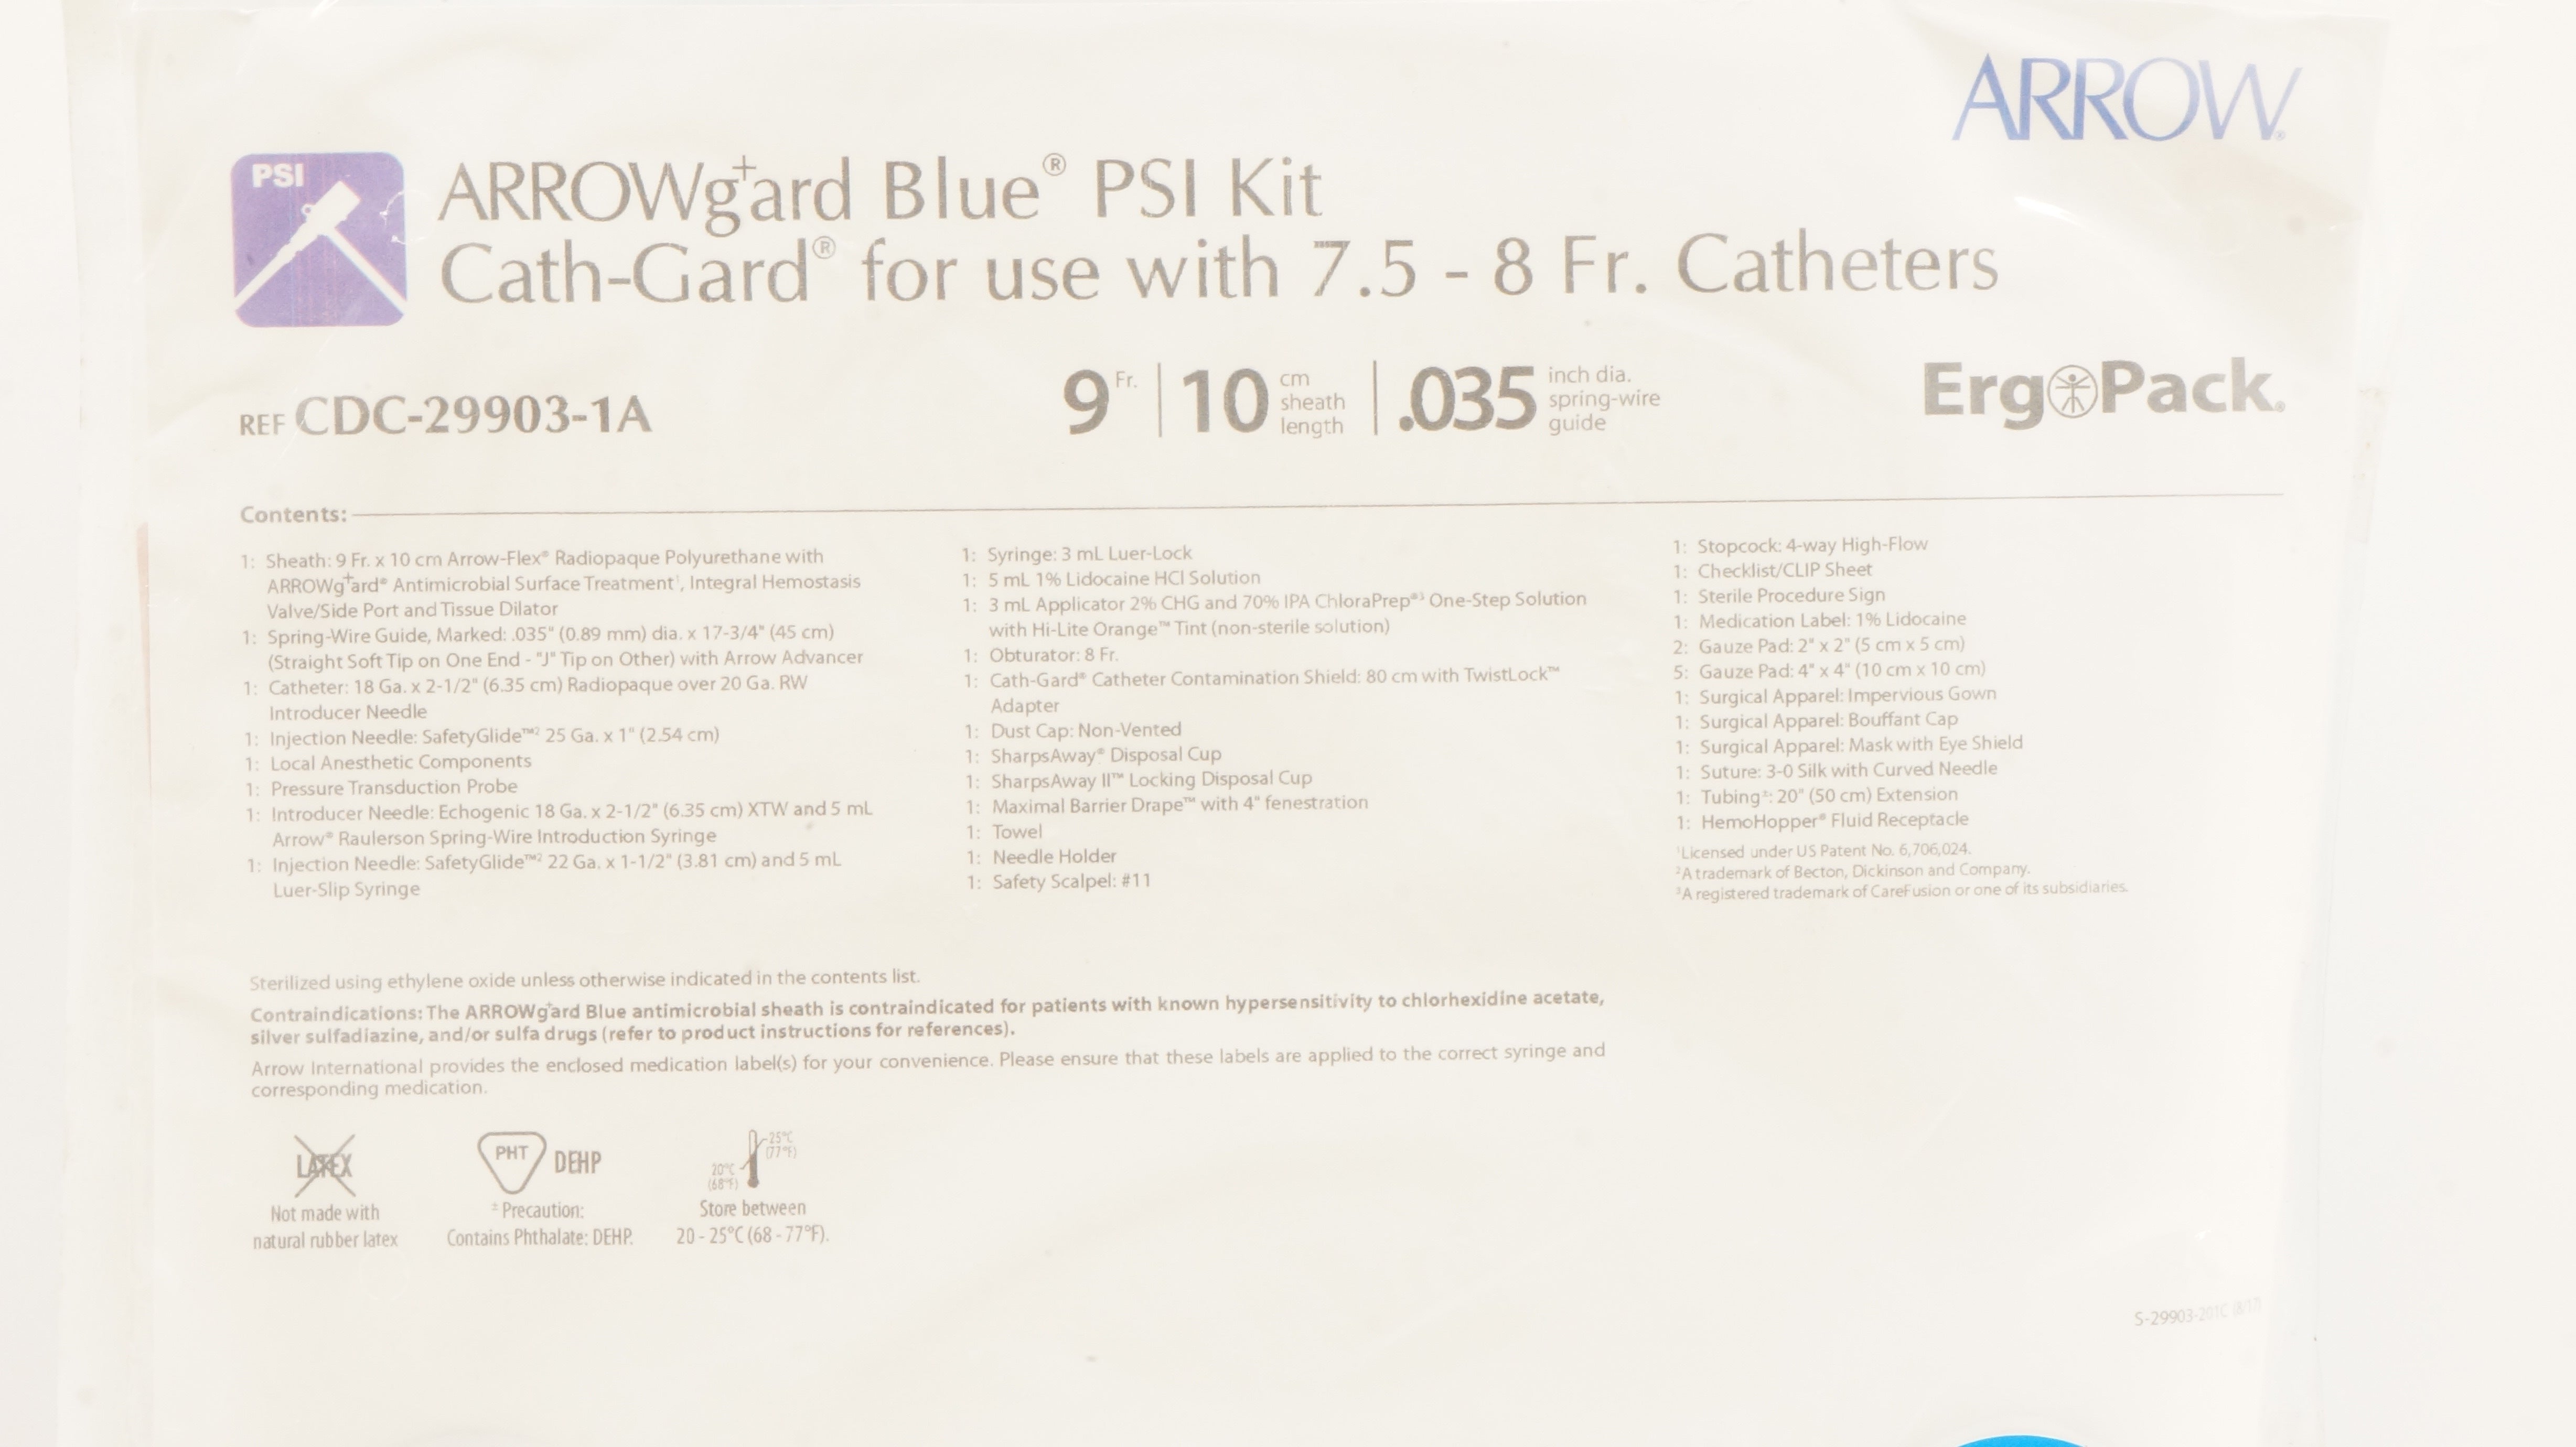 ARROW®
PSI
ARROWg+ard Blue® PSI Kit
Cath-Gard® for use with 7.5 - 8 Fr. Catheters
REF CDC-29903-1A
9 Fr.
10 cm sheath length
.035 inch dia. spring-wire guide
ErgoPack®
Contents:
1: Sheath: 9 Fr. x 10 cm Arrow-Flex® Radiopaque Polyurethane with
ARROWg+ard® Antimicrobial Surface Treatment¹, Integral Hemostasis
Valve/Side Port and Tissue Dilator
1: Spring-Wire Guide, Marked: .035" (0.89 mm) dia. x 17-3/4" (45 cm)
(Straight Soft Tip on One End - "J" Tip on Other) with Arrow Advancer
1: Catheter: 18 Ga. x 2-1/2" (6.35 cm) Radiopaque over 20 Ga. RW
Introducer Needle
1: Injection Needle: SafetyGlide™² 25 Ga. x 1" (2.54 cm)
1: Local Anesthetic Components
1: Pressure Transduction Probe
1: Introducer Needle: Echogenic 18 Ga. x 2-1/2" (6.35 cm) XTW and 5 mL
Arrow® Raulerson Spring-Wire Introduction Syringe
1: Injection Needle: SafetyGlide™² 22 Ga. x 1-1/2" (3.81 cm) and 5 mL
Luer-Slip Syringe
1: Syringe: 3 mL Luer-Lock
1: 5 mL 1% Lidocaine HCl Solution
1: 3 mL Applicator 2% CHG and 70% IPA ChloraPrep®³ One-Step Solution
with Hi-Lite Orange™ Tint (non-sterile solution)
1: Obturator: 8 Fr.
1: Cath-Gard® Catheter Contamination Shield: 80 cm with TwistLock™
Adapter
1: Dust Cap: Non-Vented
1: SharpsAway® Disposal Cup
1: SharpsAway II™ Locking Disposal Cup
1: Maximal Barrier Drape™ with 4" fenestration
1: Towel
1: Needle Holder
1: Safety Scalpel: #11
1: Stopcock: 4-way High-Flow
1: Checklist/CLIP Sheet
1: Sterile Procedure Sign
1: Medication Label: 1% Lidocaine
2: Gauze Pad: 2" x 2" (5 cm x 5 cm)
5: Gauze Pad: 4" x 4" (10 cm x 10 cm)
1: Surgical Apparel: Impervious Gown
1: Surgical Apparel: Bouffant Cap
1: Surgical Apparel: Mask with Eye Shield
1: Suture: 3-0 Silk with Curved Needle
1: Tubing±: 20" (50 cm) Extension
1: HemoHopper® Fluid Receptacle
¹Licensed under US Patent No. 6,706,024.
²A trademark of Becton, Dickinson and Company.
³A registered trademark of CareFusion or one of its subsidiaries.
Sterilized using ethylene oxide unless otherwise indicated in the contents list.
Contraindications: The ARROWg+ard Blue antimicrobial sheath is contraindicated for patients with known hypersensitivity to chlorhexidine acetate,
silver sulfadiazine, and/or sulfa drugs (refer to product instructions for references).
Arrow International provides the enclosed medication label(s) for your convenience. Please ensure that these labels are applied to the correct syringe and
corresponding medication.
LATEX
Not made with
natural rubber latex
PHT DEHP
± Precaution:
Contains Phthalate: DEHP.
25°C
(77°F)
20°C
(68°F)
Store between
20 - 25°C (68 - 77°F).
S-29903-201C (8/17)